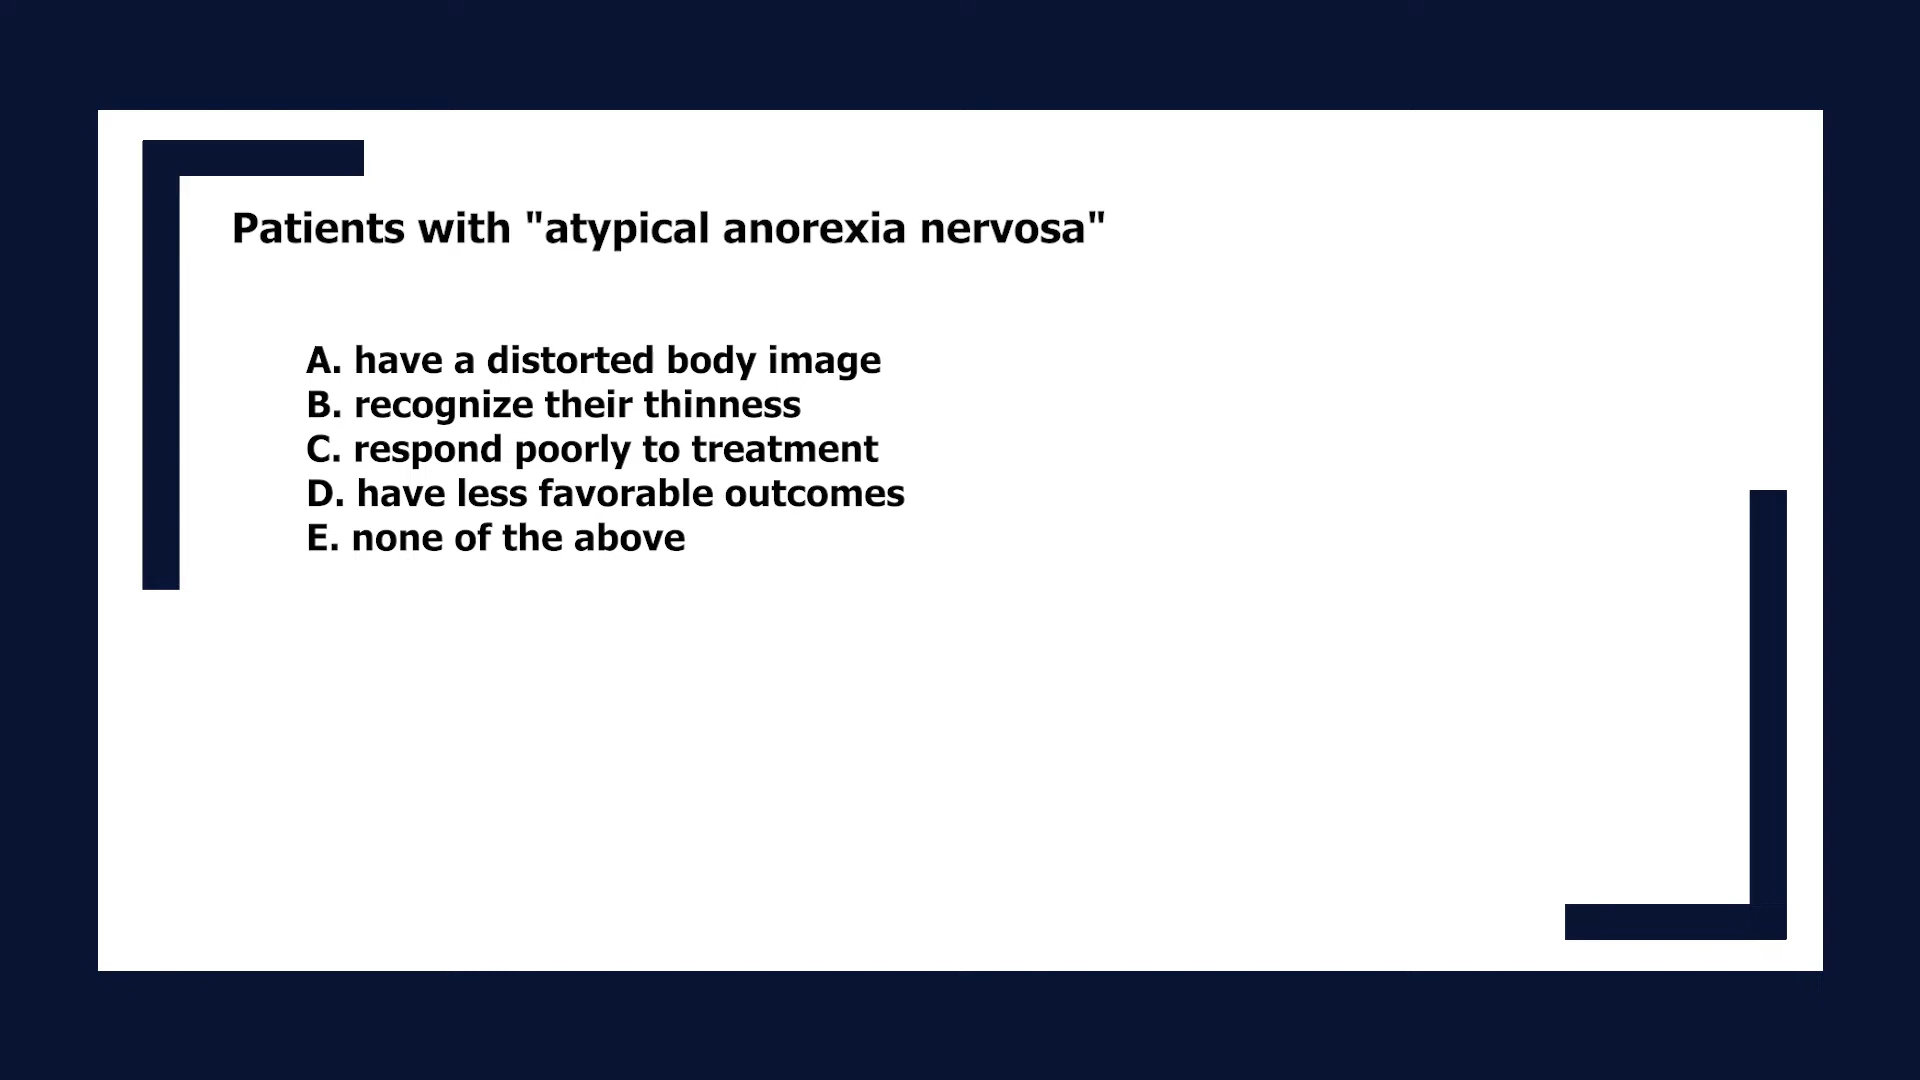 Patients with "atypical anorexia nervosa"
A. have a distorted body image
B. recognize their thinness
C. respond poorly to treatment
D. have less favorable outcomes
E. none of the above